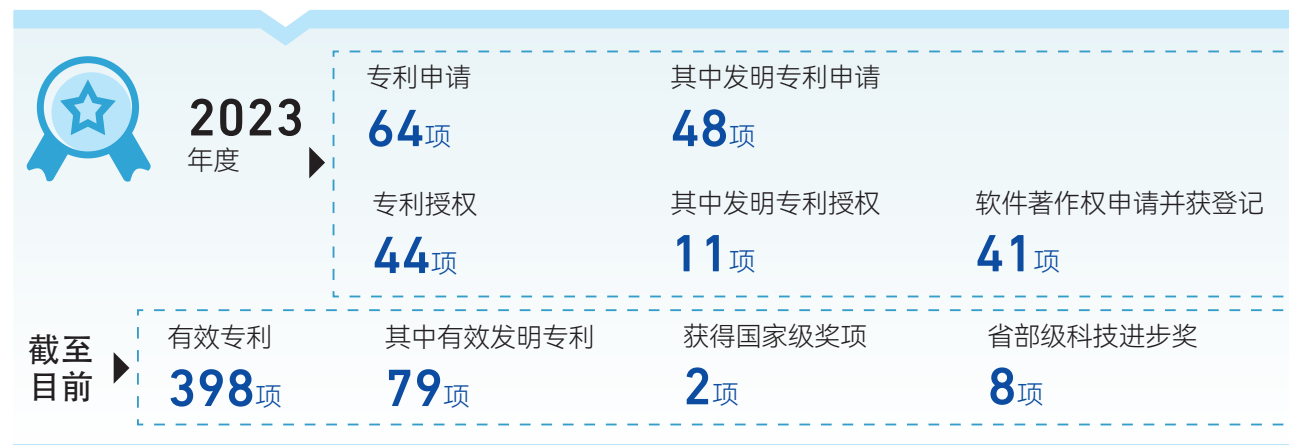 2023
年度
专利申请
其中发明专利申请
64项
48项
专利授权
其中发明专利授权
软件著作权申请并获登记
44项
11项
41项
截至
目前
有效专利
其中有效发明专利
获得国家级奖项
省部级科技进步奖
398项
79项
2项
8项